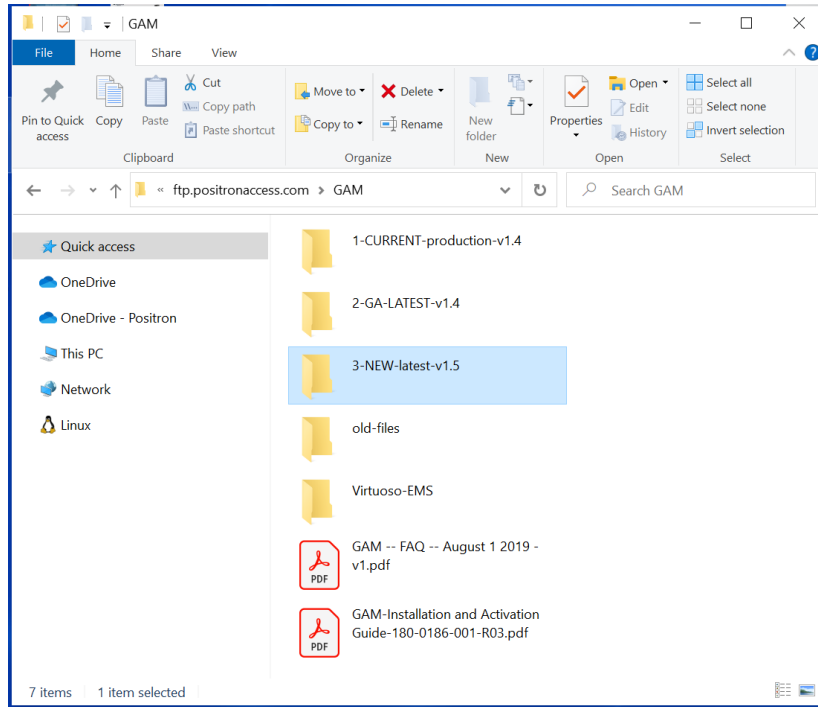 GAM
File Home Share View
Pin to Quick access
Copy
Paste
Cut
Copy path
Paste shortcut
Clipboard
Move to
Copy to
Delete
Rename
Organize
New folder
New
Properties
Open
Edit
History
Open
Select all
Select none
Invert selection
Select
« ftp.positronaccess.com > GAM
Search GAM
Quick access
OneDrive
OneDrive - Positron
This PC
Network
Linux
1-CURRENT-production-v1.4
2-GA-LATEST-v1.4
3-NEW-latest-v1.5
old-files
Virtuoso-EMS
PDF
GAM -- FAQ -- August 1 2019 -
v1.pdf
PDF
GAM-Installation and Activation
Guide-180-0186-001-R03.pdf
7 items 1 item selected